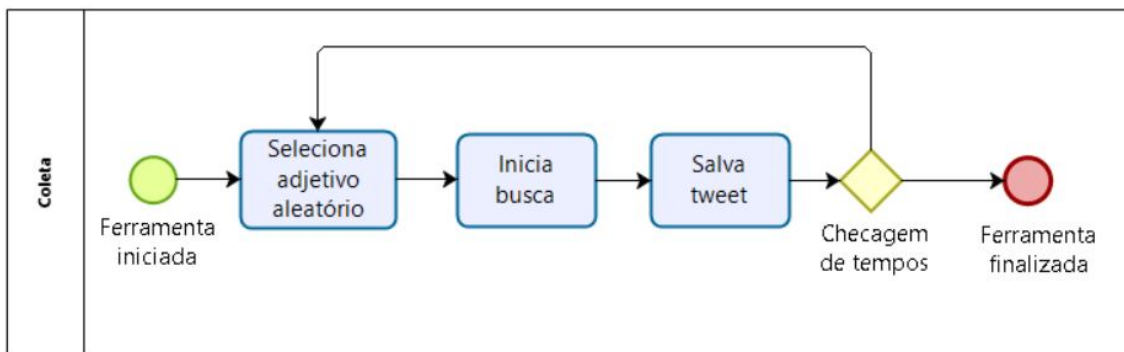 Coleta
Ferramenta
iniciada
Seleciona
adjetivo
aleatório
Inicia
busca
Salva
tweet
Checagem
de tempos
Ferramenta
finalizada